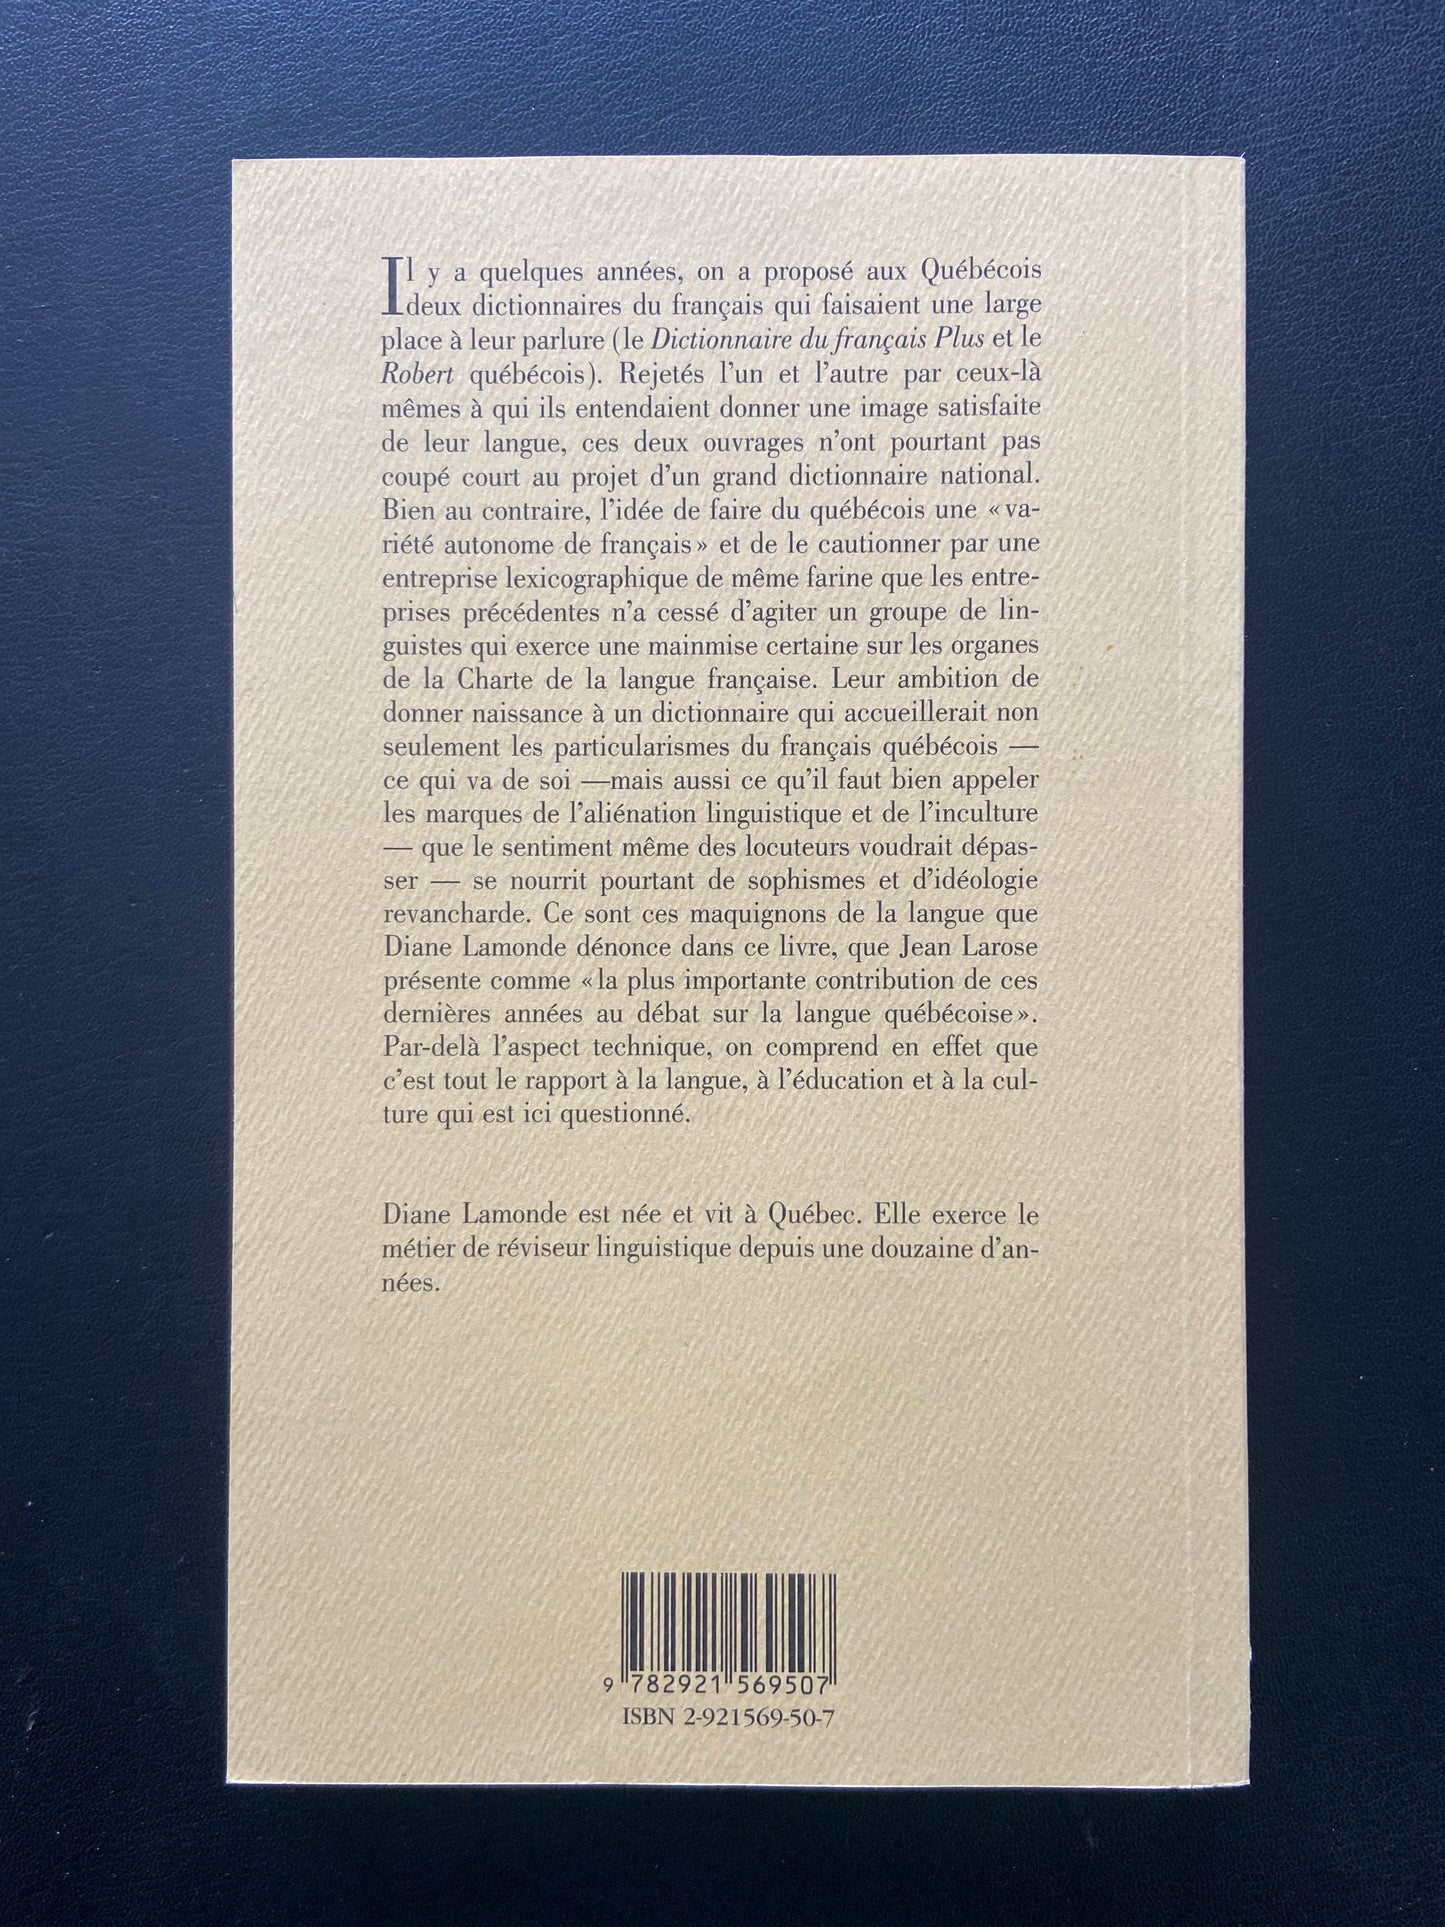 Il y a quelques années, on a proposé aux Québécois
deux dictionnaires du français qui faisaient une large
place à leur parlure (le Dictionnaire du français Plus et le
Robert québécois). Rejetés l'un et l'autre par ceux-là
mêmes à qui ils entendaient donner une image satisfaite
de leur langue, ces deux ouvrages n'ont pourtant pas
coupé court au projet d'un grand dictionnaire national.
Bien au contraire, l'idée de faire du québécois une «va-
riété autonome de français» et de le cautionner par une
entreprise lexicographique de même farine que les entre-
prises précédentes n'a cessé d'agiter un groupe de lin-
guistes qui exerce une mainmise certaine sur les organes
de la Charte de la langue française. Leur ambition de
donner naissance à un dictionnaire qui accueillerait non
seulement les particularismes du français québécois —
ce qui va de soi —mais aussi ce qu'il faut bien appeler
les marques de l'aliénation linguistique et de l'inculture
— que le sentiment même des locuteurs voudrait dépas-
ser — se nourrit pourtant de sophismes et d'idéologie
revancharde. Ce sont ces maquignons de la langue que
Diane Lamonde dénonce dans ce livre, que Jean Larose
présente comme «la plus importante contribution de ces
dernières années au débat sur la langue québécoise».
Par-delà l'aspect technique, on comprend en effet que
c'est tout le rapport à la langue, à l'éducation et à la cul-
ture qui est ici questionné.
Diane Lamonde est née et vit à Québec. Elle exerce le
métier de réviseur linguistique depuis une douzaine d'an-
nées.
9 782921 569507
ISBN 2-921569-50-7